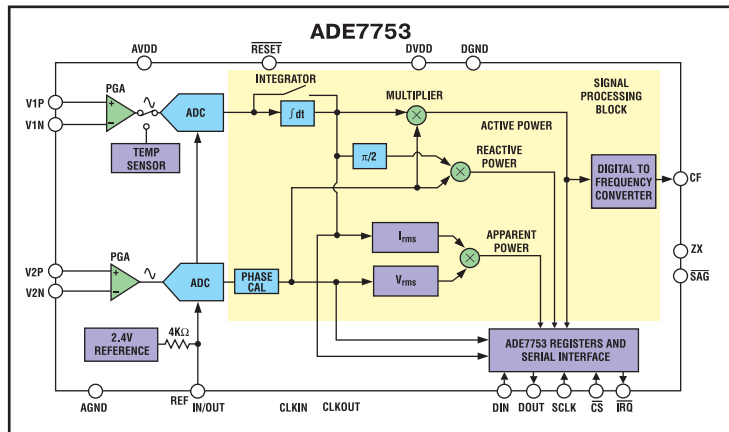 ADE7753
AVDD
RESET
DVDD
DGND
INTEGRATOR
PGA
MULTIPLIER
SIGNAL
PROCESSING
BLOCK
V1P
V1N
+
−
ADC
∫dt
×
ACTIVE POWER
TEMP
SENSOR
π/2
REACTIVE
POWER
×
DIGITAL TO
FREQUENCY
CONVERTER
CF
PGA
Irms
APPARENT
POWER
ZX
V2P
V2N
+
−
ADC
PHASE
CAL
Vrms
×
SAG
2.4V
REFERENCE
4KΩ
ADE7753 REGISTERS AND
SERIAL INTERFACE
AGND
REF
IN/OUT
CLKIN
CLKOUT
DIN
DOUT
SCLK
CS
IRQ